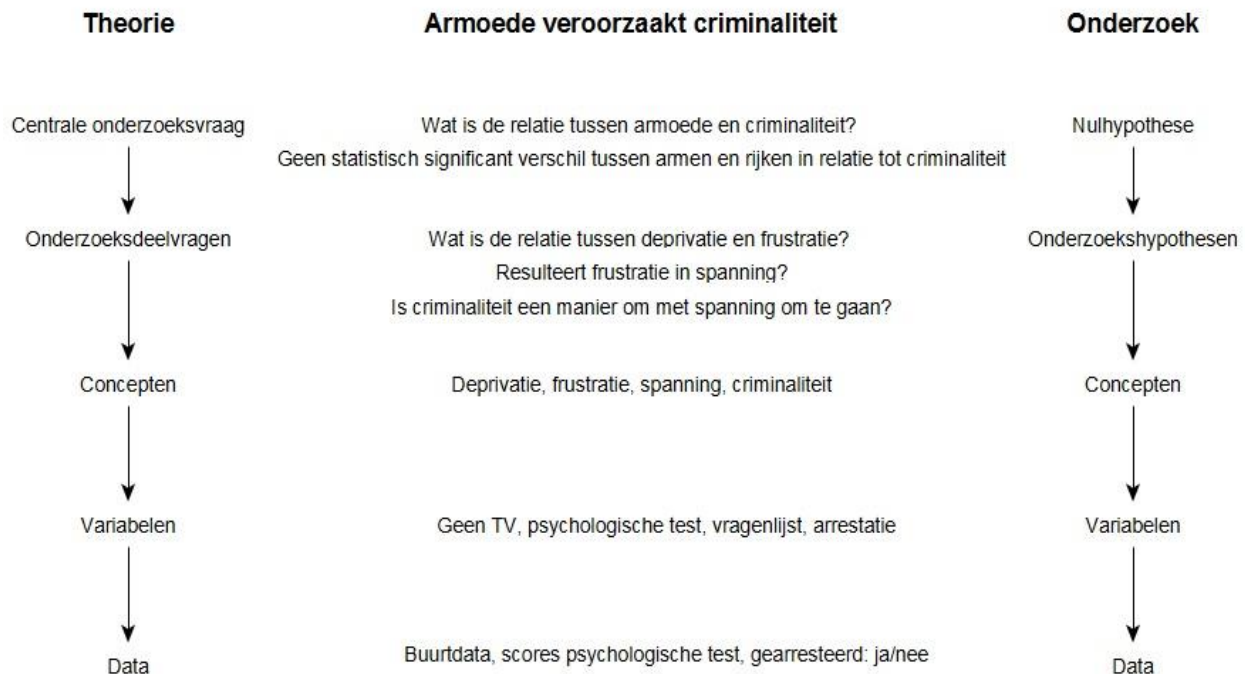 Theorie Armoede veroorzaakt criminaliteit Onderzoek
Centrale onderzoeksvraag Wat is de relatie tussen armoede en criminaliteit? Nulhypothese
Geen statistisch significant verschil tussen armen en rijken in relatie tot criminaliteit
Onderzoeksdeelvragen Wat is de relatie tussen deprivatie en frustratie? Onderzoekshypothesen
Resulteert frustratie in spanning?
Is criminaliteit een manier om met spanning om te gaan?
Concepten Deprivatie, frustratie, spanning, criminaliteit Concepten
Variabelen Geen TV, psychologische test, vragenlijst, arrestatie Variabelen
Data Buurtdata, scores psychologische test, gearresteerd: ja/nee Data